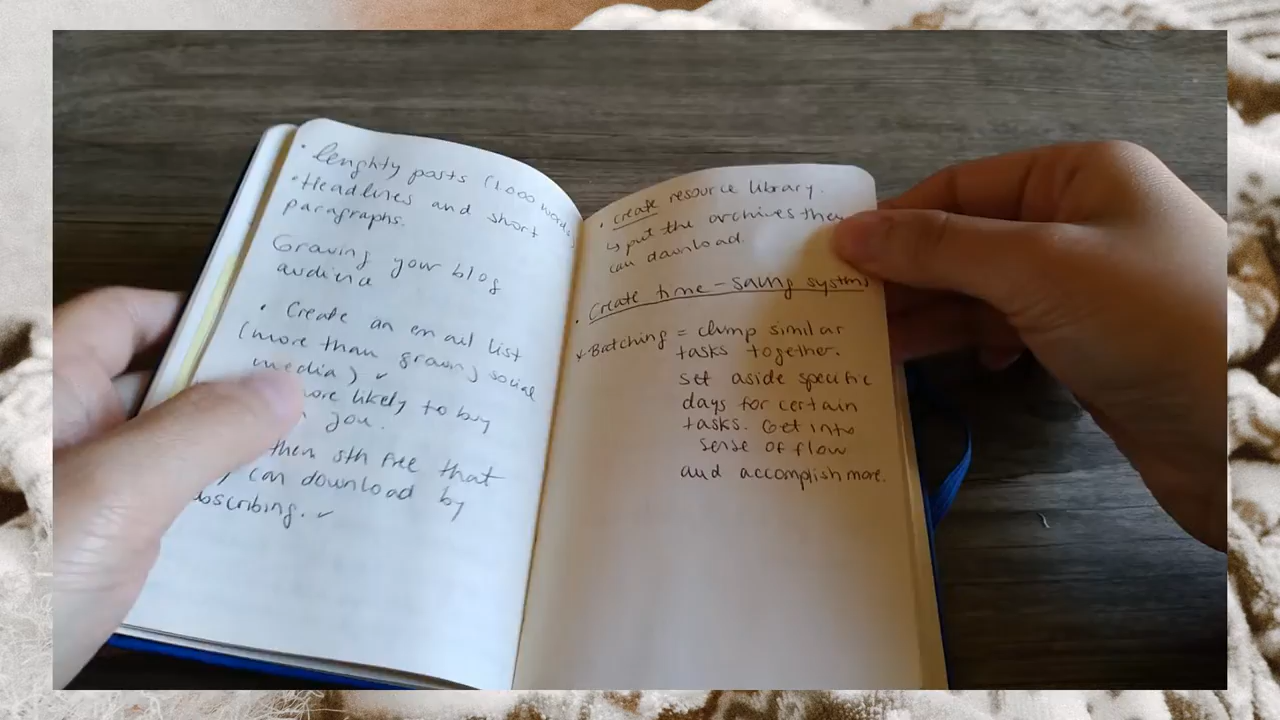 • lenghty posts (1000 words)
• Headlines and short
paragraphs.
Growing your blog
audience
• Create an email list
(more than growing social
media) ✓
more likely to buy
you.
them sth free that
can download by
bscribing. ✓
• create resource library.
↳ put the archives they
can download.
• Create time-saving systems
* Batching = clump similar
tasks together.
set aside specific
days for certain
tasks. Get into
sense of flow
and accomplish more.